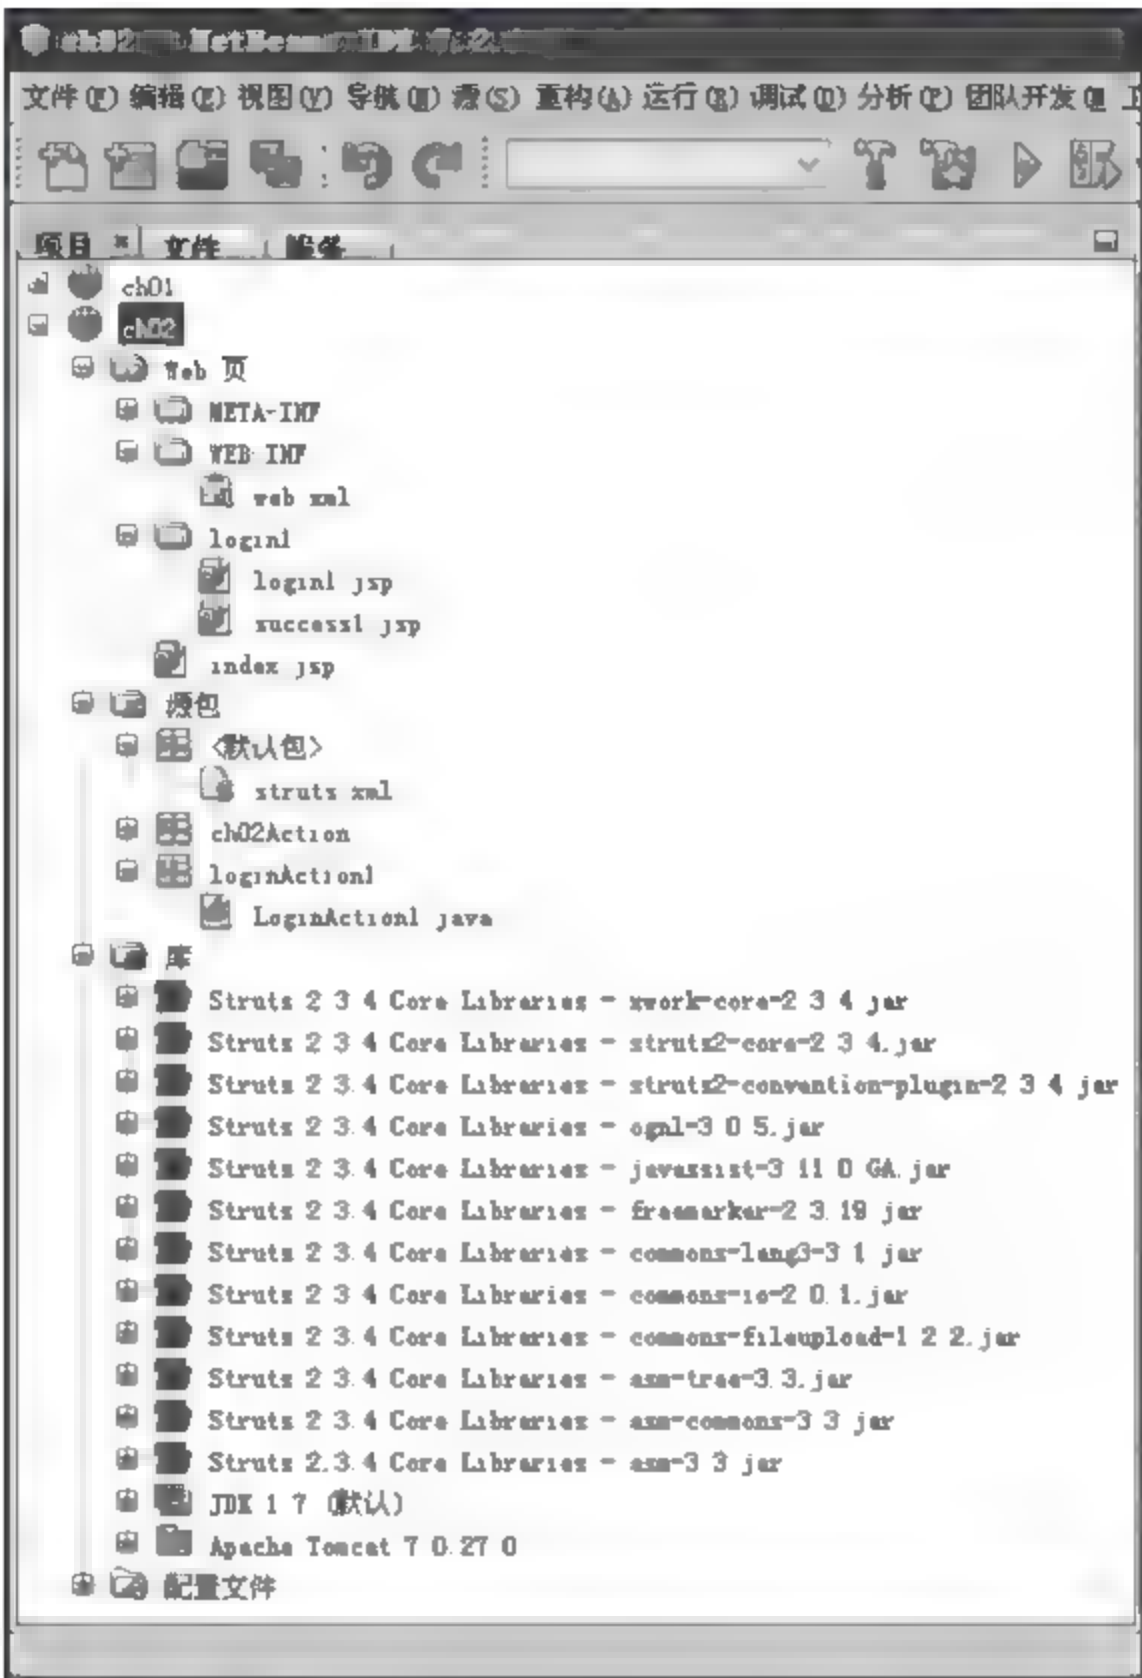 ch02 - NetBeans IDE 7.2
文件(F) 编辑(E) 视图(V) 导航(N) 源(S) 重构(A) 运行(R) 调试(D) 分析(P) 团队开发(M
项目 文件 服务
ch01
ch02
Web 页
META-INF
WEB-INF
web.xml
login1
login1.jsp
success1.jsp
index.jsp
源包
<默认包>
struts.xml
ch02Action
loginAction1
LoginAction1.java
库
Struts 2.3.4 Core Libraries - xwork-core-2.3.4.jar
Struts 2.3.4 Core Libraries - struts2-core-2.3.4.jar
Struts 2.3.4 Core Libraries - struts2-convention-plugin-2.3.4.jar
Struts 2.3.4 Core Libraries - ognl-3.0.5.jar
Struts 2.3.4 Core Libraries - javassist-3.11.0.GA.jar
Struts 2.3.4 Core Libraries - freemarker-2.3.19.jar
Struts 2.3.4 Core Libraries - commons-lang3-3.1.jar
Struts 2.3.4 Core Libraries - commons-io-2.0.1.jar
Struts 2.3.4 Core Libraries - commons-fileupload-1.2.2.jar
Struts 2.3.4 Core Libraries - asm-tree-3.3.jar
Struts 2.3.4 Core Libraries - asm-commons-3.3.jar
Struts 2.3.4 Core Libraries - asm-3.3.jar
JDK 1.7 (默认)
Apache Tomcat 7.0.27.0
配置文件